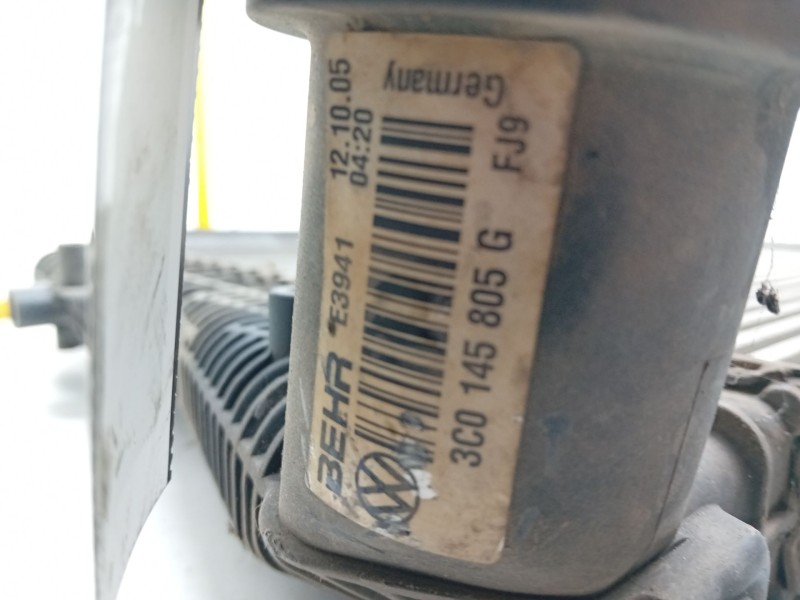 BEHR E3941 12.10.05
04:20
Germany
3C0 145 805 G FJ9